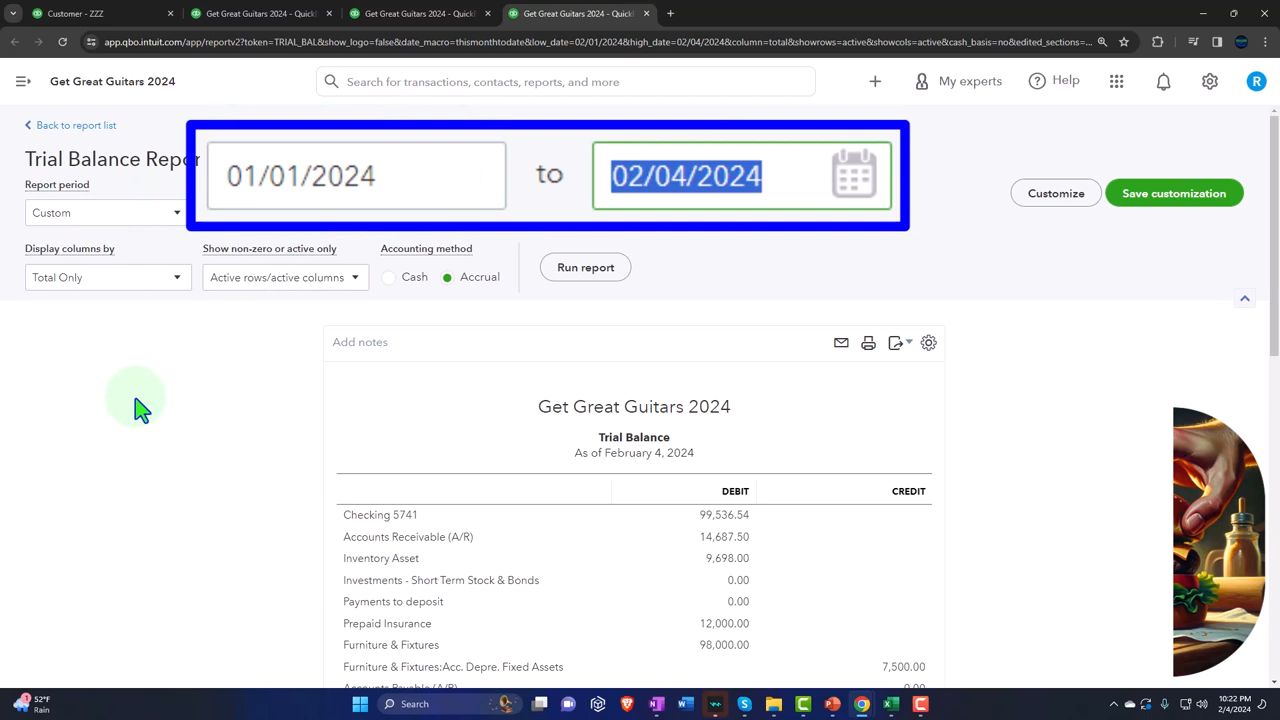 Customer - ZZZ
Get Great Guitars 2024 - Quick
Get Great Guitars 2024 - Quick
Get Great Guitars 2024 - Quick
app.qbo.intuit.com/app/reportv2?token=TRIAL_BAL&show_logo=false&date_macro=thismonthtodate&low_date=02/01/2024&high_date=02/04/2024&column=total&showrows=active&showcols=active&cash_basis=no&edited_sections=...
Get Great Guitars 2024
Search for transactions, contacts, reports, and more
My experts
Help
R
Back to report list
Trial Balance Repor
01/01/2024 to 02/04/2024
Report period
Custom
Customize
Save customization
Display columns by
Show non-zero or active only
Accounting method
Total Only
Active rows/active columns
Cash
Accrual
Run report
Add notes
Get Great Guitars 2024
Trial Balance
As of February 4, 2024
DEBIT CREDIT
Checking 5741 99,536.54
Accounts Receivable (A/R) 14,687.50
Inventory Asset 9,698.00
Investments - Short Term Stock & Bonds 0.00
Payments to deposit 0.00
Prepaid Insurance 12,000.00
Furniture & Fixtures 98,000.00
Furniture & Fixtures:Acc. Depre. Fixed Assets 7,500.00
Accounts Payable (A/P) 0.00
1
52°F
Rain
Search
10:22 PM
2/4/2024